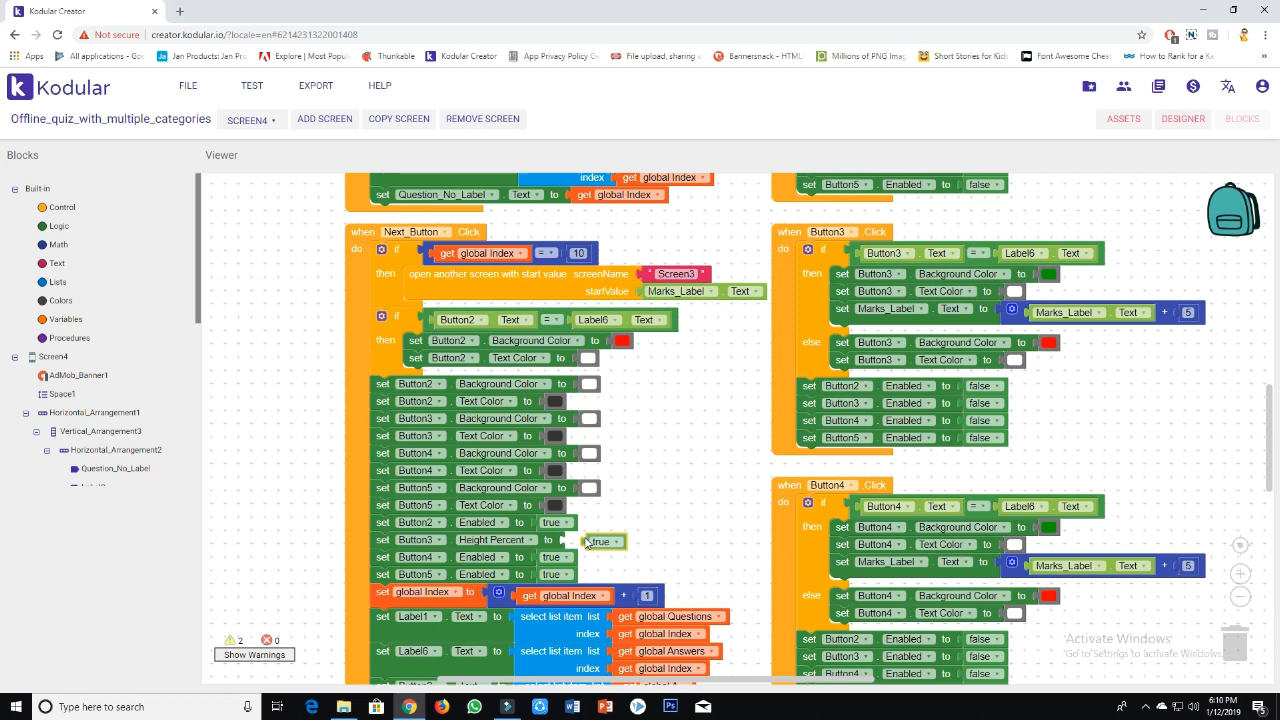 Kodular Creator
Not secure | creator.kodular.io/?locale=en#6214231322001408
Apps
All application - goo
Ja Jan Products :Jan Pro
Explore | Most Popula
Thunkable
Kodular Creator
App Privacy Policy Ge
File upload, sharing a
Bannersnack - HTML5
Millions of PNG Imag
Short Stories for Chil
Font Awesome Cheat
How to Rank for a Ke
»
Kodular
FILE
TEST
EXPORT
HELP
Offline_quiz_with_multiple_categories
SCREEN4
ADD SCREEN
COPY SCREEN
REMOVE SCREEN
ASSETS
DESIGNER
BLOCKS
Blocks
Viewer
Built-in
Control
Logic
Math
Text
Lists
Colors
Variables
Procedures
Screen4
AdMob_Banner1
Space1
Horizontal_Arrangement1
Vertical_Arrangement3
Horizontal_Arrangement2
Question_No_Label
index get global Index
set Question_No_Label . Text to get global Index
when Next_Button .Click
do if get global Index = 10
then open another screen with start value screenName " Screen3 "
startValue Marks_Label . Text
if Button2 . Text = Label6 . Text
then set Button2 . Background Color to
set Button2 . Text Color to
set Button2 . Background Color to
set Button2 . Text Color to
set Button3 . Background Color to
set Button3 . Text Color to
set Button4 . Background Color to
set Button4 . Text Color to
set Button5 . Background Color to
set Button5 . Text Color to
set Button2 . Enabled to true
set Button3 . Height Percent to true
set Button4 . Enabled to true
set Button5 . Enabled to true
set global Index to get global Index + 1
set Label1 . Text to select list item list get global Questions
index get global Index
set Label6 . Text to select list item list get global Answers
index get global Index
set Button5 . Enabled to false
when Button3 .Click
do if Button3 . Text = Label6 . Text
then set Button3 . Background Color to
set Button3 . Text Color to
set Marks_Label . Text to Marks_Label . Text + 5
else set Button3 . Background Color to
set Button3 . Text Color to
set Button2 . Enabled to false
set Button3 . Enabled to false
set Button4 . Enabled to false
set Button5 . Enabled to false
when Button4 .Click
do if Button4 . Text = Label6 . Text
then set Button4 . Background Color to
set Button4 . Text Color to
set Marks_Label . Text to Marks_Label . Text + 5
else set Button4 . Background Color to
set Button4 . Text Color to
set Button2 . Enabled to false
set Button3 . Enabled to false
set Button4 . Enabled to false
2 0
Show Warnings
Activate Windows
Go to Settings to activate Windows.
Type here to search
6:10 PM
1/12/2019